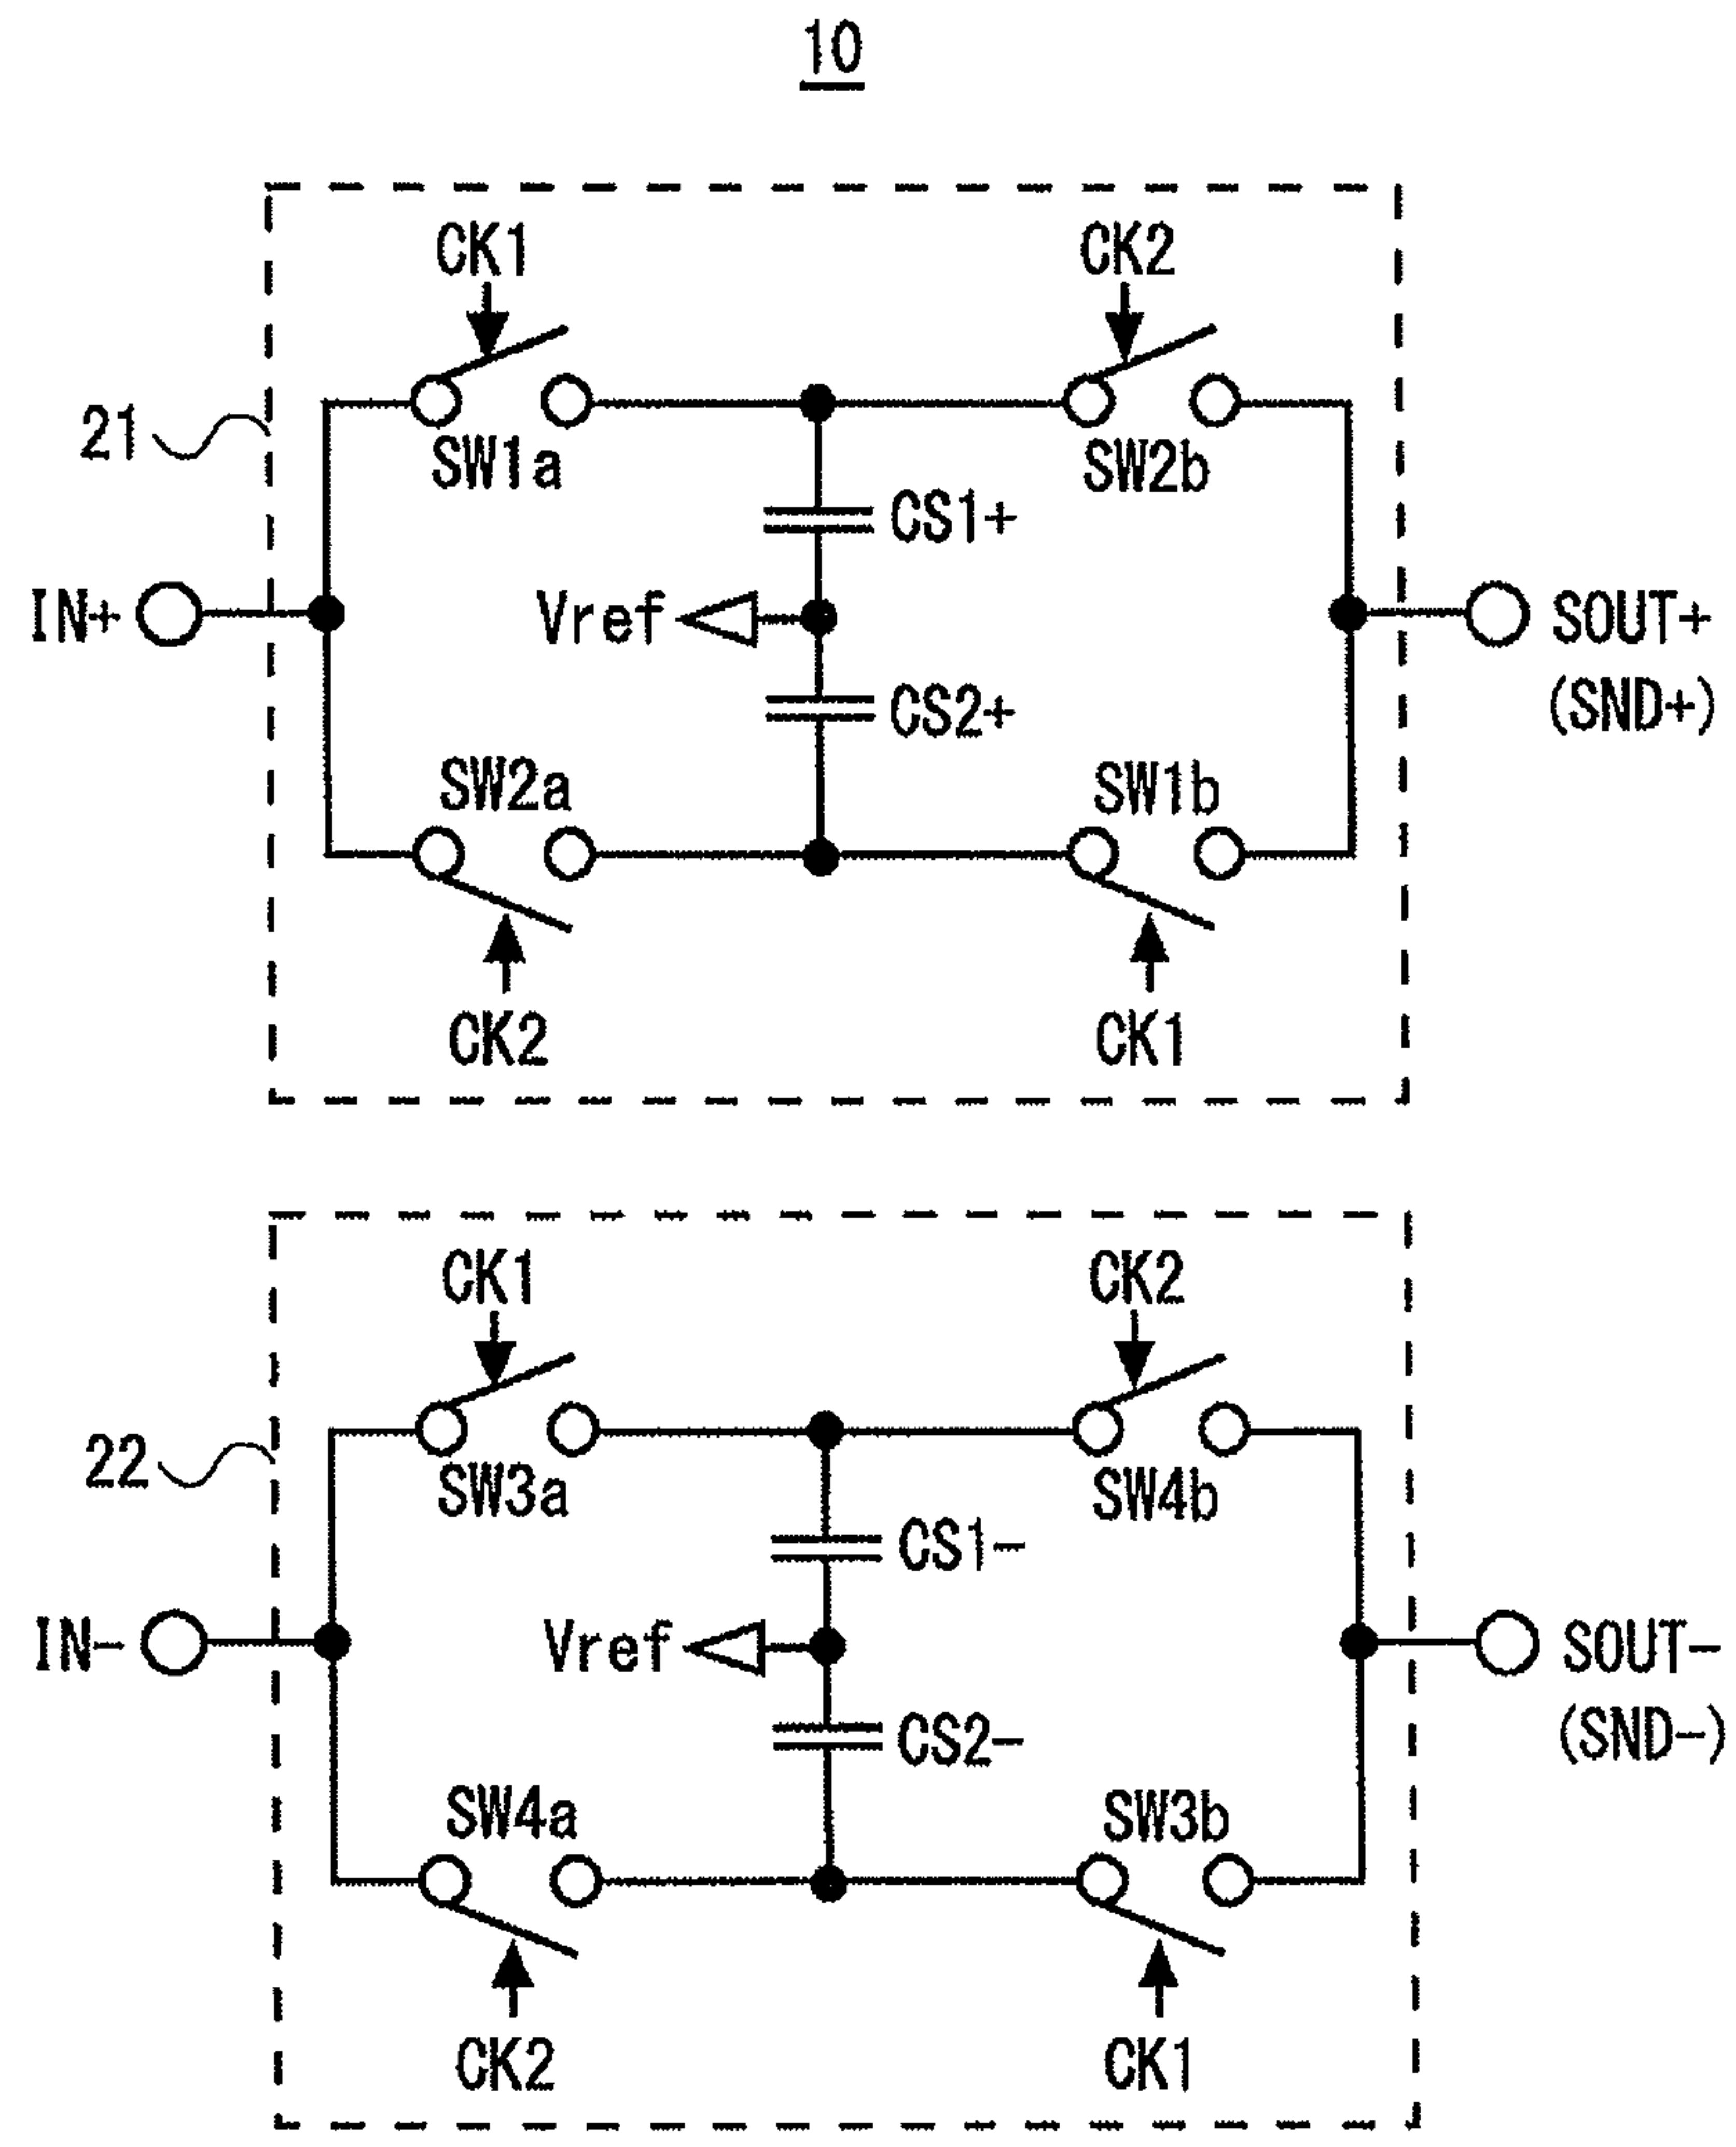 10
CK1
CK2
21
SW1a
SW2b
CS1+
IN+
Vref
SOUT+
(SND+)
CS2+
SW2a
SW1b
CK2
CK1
CK1
CK2
22
SW3a
SW4b
CS1-
IN-
Vref
SOUT-
(SND-)
CS2-
SW4a
SW3b
CK2
CK1